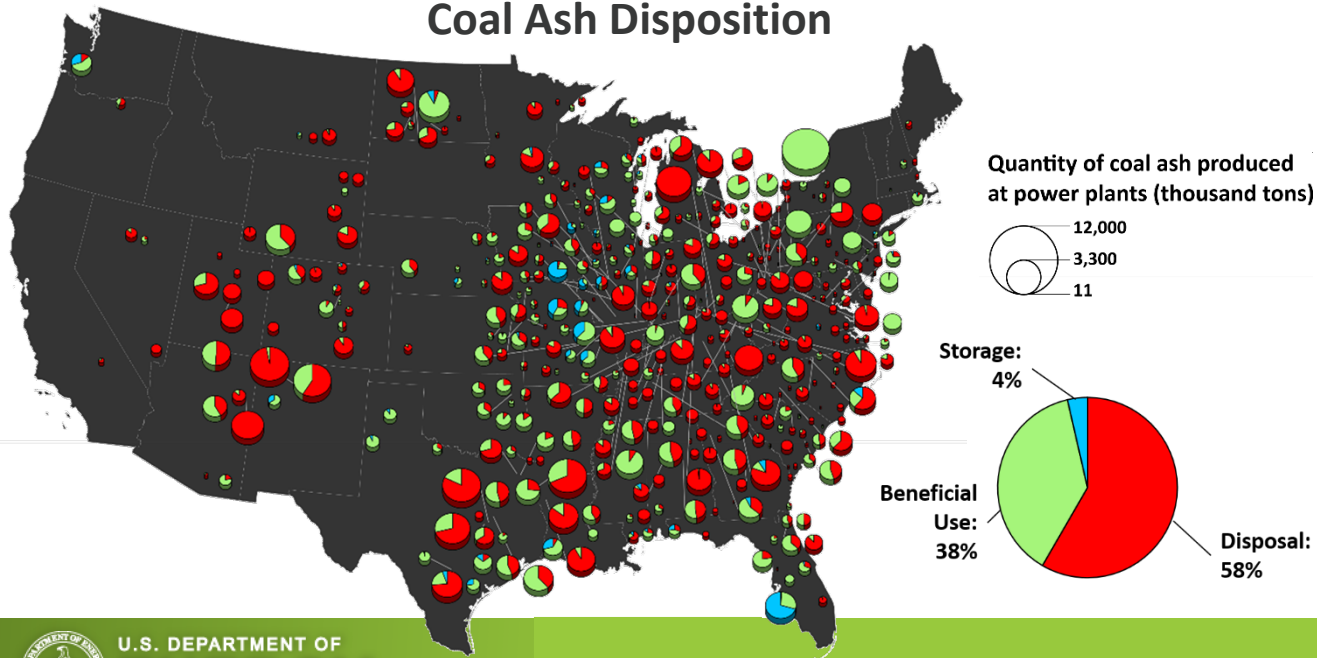 Coal Ash Disposition
Quantity of coal ash produced
at power plants (thousand tons)
12,000
3,300
11
Storage:
4%
Beneficial
Use:
38%
Disposal:
58%
U.S. DEPARTMENT OF